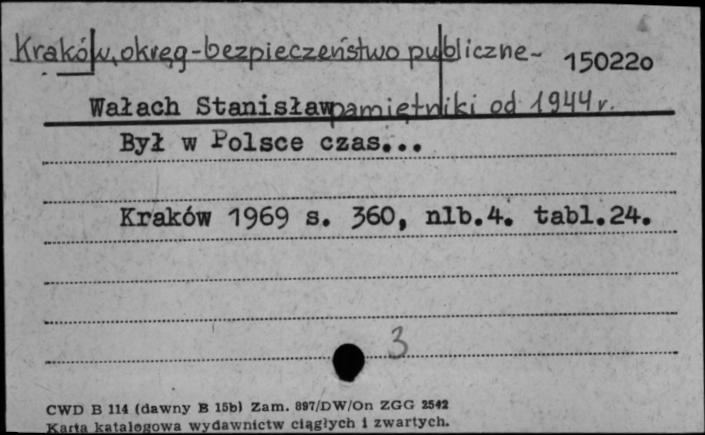 Kraków, okręg - bezpieczeństwo publiczne - 150220
pamiętniki od 1944 r.
Wałach Stanisław
Był w Polsce czas...
Kraków 1969 s. 360, nlb.4. tabl.24.
3
CWD B 114 (dawny B 15b) Zam. 897/DW/On ZGG 2542
Karta katalogowa wydawnictw ciągłych i zwartych.